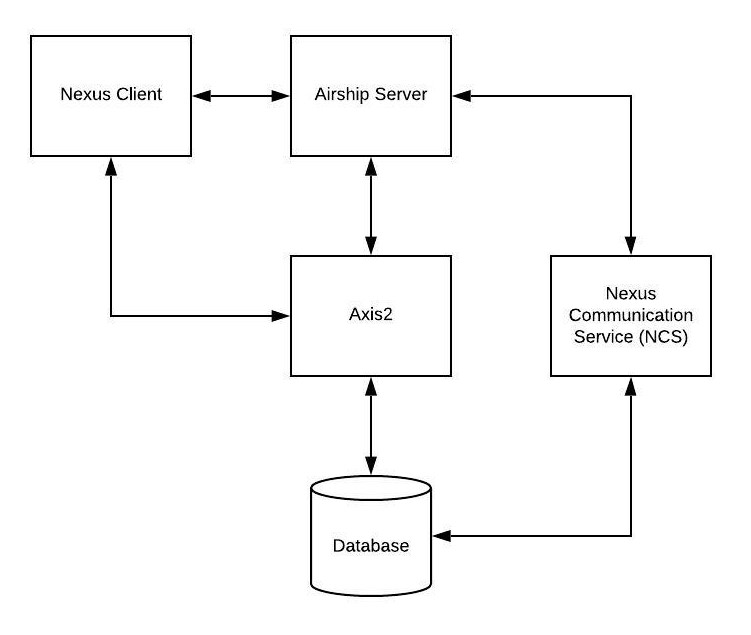 Nexus Client
Airship Server
Axis2
Nexus
Communication
Service (NCS)
Database